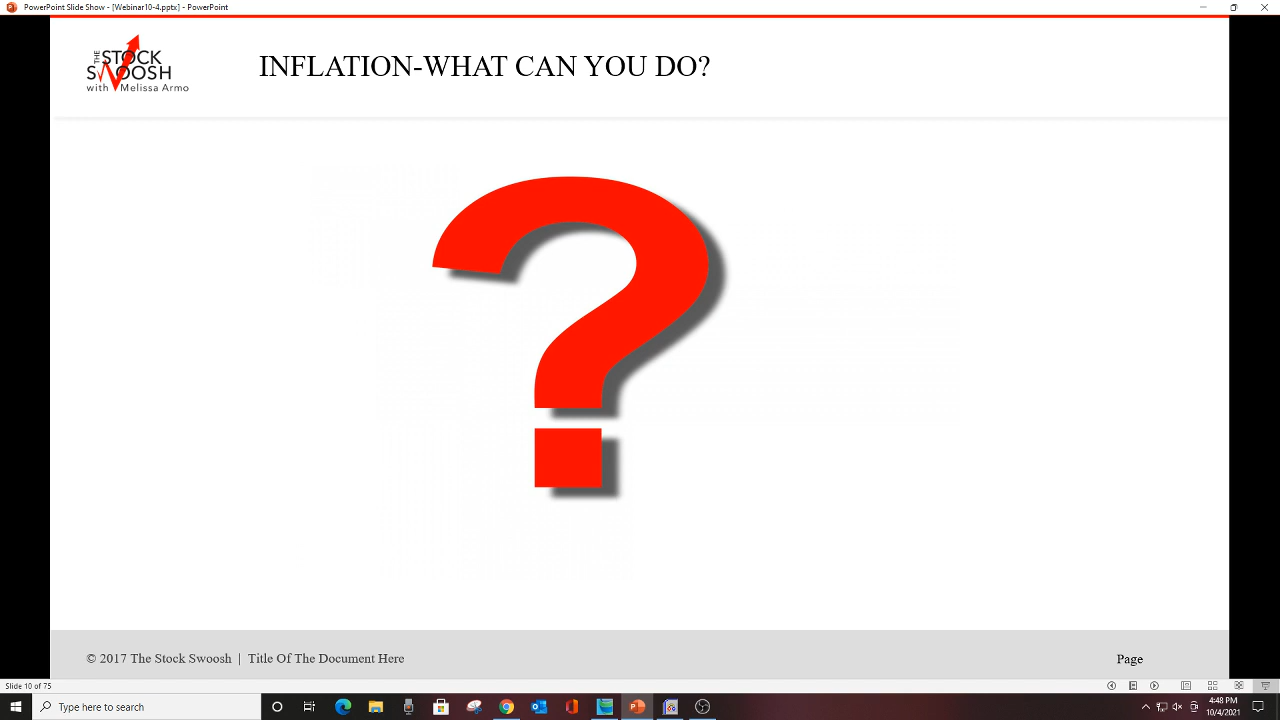 PowerPoint Slide Show - [Webinar10-4.pptx] - PowerPoint
THE
STOCK
SWOOSH
with Melissa Armo
INFLATION-WHAT CAN YOU DO?
?
© 2017 The Stock Swoosh | Title Of The Document Here
Page
Slide 10 of 75
Type here to search
4:48 PM
10/4/2021